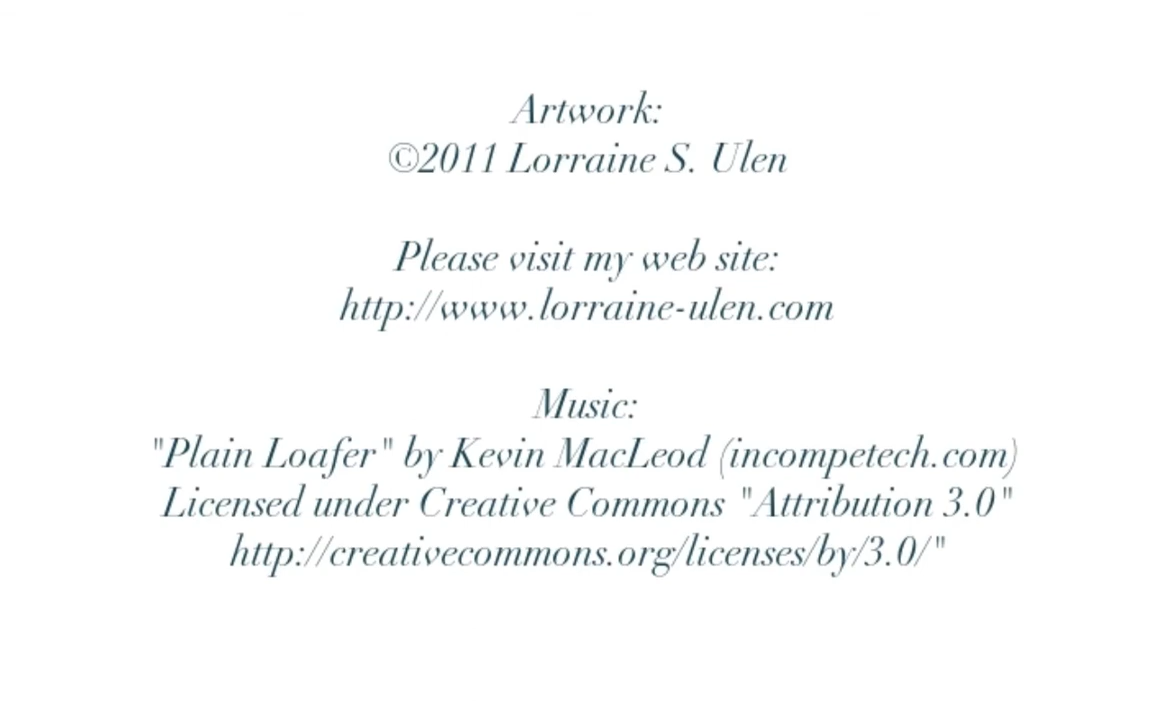 Artwork:
©2011 Lorraine S. Ulen
Please visit my web site:
http://www.lorraine-ulen.com
Music:
"Plain Loafer" by Kevin MacLeod (incompetech.com)
Licensed under Creative Commons "Attribution 3.0"
http://creativecommons.org/licenses/by/3.0/"